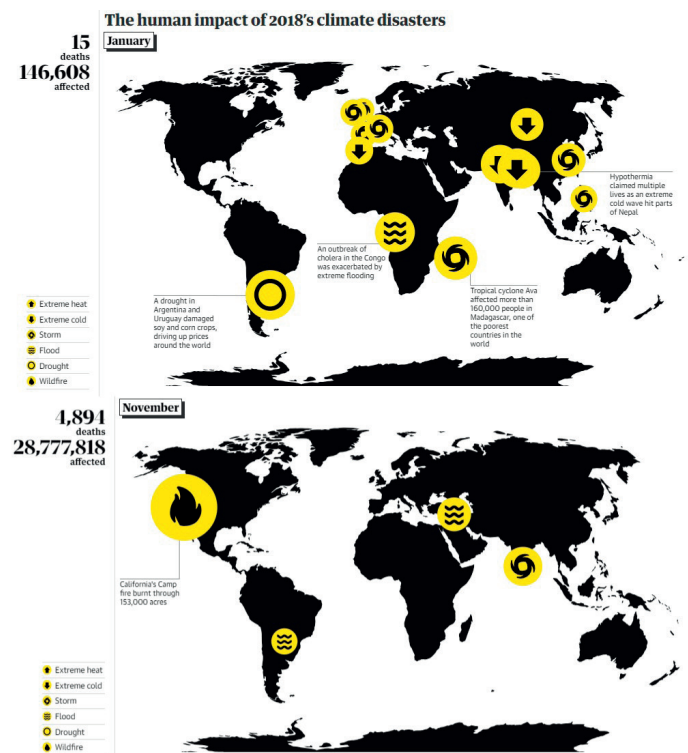 The human impact of 2018's climate disasters
15
deaths
146,608
affected
January
Hypothermia
claimed multiple
lives as an extreme
cold wave hit parts
of Nepal
An outbreak of
cholera in the Congo
was exacerbated by
extreme flooding
Tropical cyclone Ava
affected more than
160,000 people in
Madagascar, one of
the poorest
countries in the
world
A drought in
Argentina and
Uruguay damaged
soy and corn crops,
driving up prices
around the world
Extreme heat
Extreme cold
Storm
Flood
Drought
Wildfire
4,894
deaths
28,777,818
affected
November
California's Camp
fire burnt through
153,000 acres
Extreme heat
Extreme cold
Storm
Flood
Drought
Wildfire